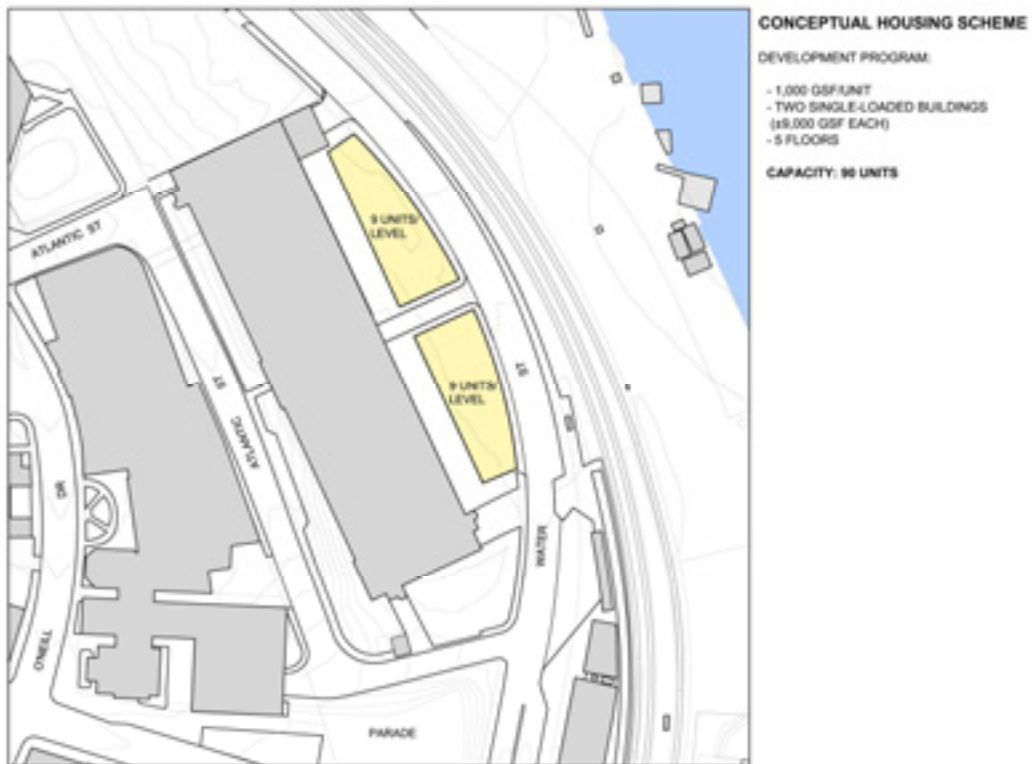 CONCEPTUAL HOUSING SCHEME
DEVELOPMENT PROGRAM:
- 1,000 GSF/UNIT
- TWO SINGLE-LOADED BUILDINGS
(±9,000 GSF EACH)
- 5 FLOORS
CAPACITY: 90 UNITS
9 UNITS/
LEVEL
ATLANTIC ST
9 UNITS/
LEVEL
ST
ST
ATLANTIC
DR
WATER
O'NEILL
PARADE